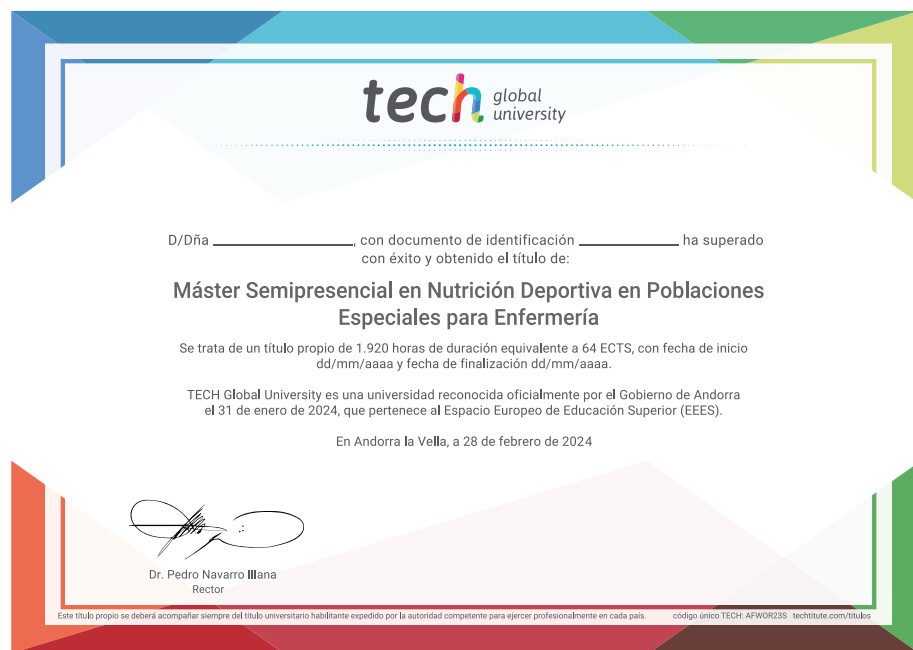 tech global university
D/Dña ____________, con documento de identificación ____________ ha superado
con éxito y obtenido el título de:
Máster Semipresencial en Nutrición Deportiva en Poblaciones
Especiales para Enfermería
Se trata de un título propio de 1.920 horas de duración equivalente a 64 ECTS, con fecha de inicio
dd/mm/aaaa y fecha de finalización dd/mm/aaaa.
TECH Global University es una universidad reconocida oficialmente por el Gobierno de Andorra
el 31 de enero de 2024, que pertenece al Espacio Europeo de Educación Superior (EEES).
En Andorra la Vella, a 28 de febrero de 2024
Dr. Pedro Navarro Illana
Rector
Este título propio se deberá acompañar siempre del título universitario habilitante expedido por la autoridad competente para ejercer profesionalmente en cada país. código único TECH: AFWOR23S techtitute.com/titulos